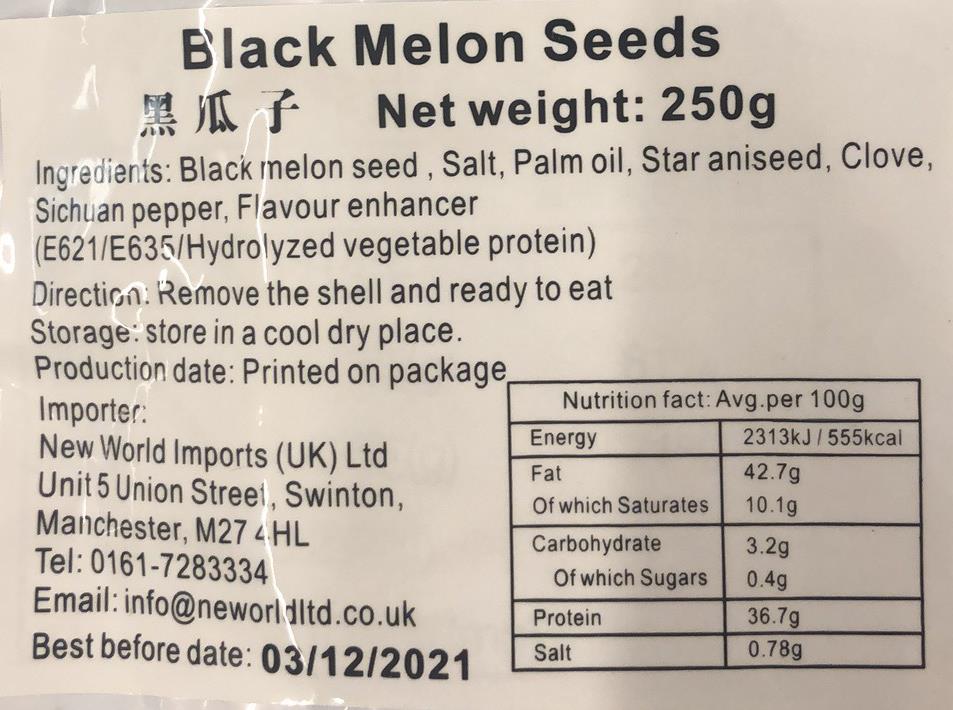 Black Melon Seeds
黑瓜子 Net weight: 250g
Ingredients: Black melon seed , Salt, Palm oil, Star aniseed, Clove,
Sichuan pepper, Flavour enhancer
(E621/E635/Hydrolyzed vegetable protein)
Direction: Remove the shell and ready to eat
Storage: store in a cool dry place.
Production date: Printed on package
Importer:
New World Imports (UK) Ltd
Unit 5 Union Street, Swinton,
Manchester, M27 4HL
Tel: 0161-7283334
Email: info@neworldltd.co.uk
Best before date: 03/12/2021
Nutrition fact: Avg.per 100g
Energy 2313kJ / 555kcal
Fat 42.7g
Of which Saturates 10.1g
Carbohydrate 3.2g
Of which Sugars 0.4g
Protein 36.7g
Salt 0.78g